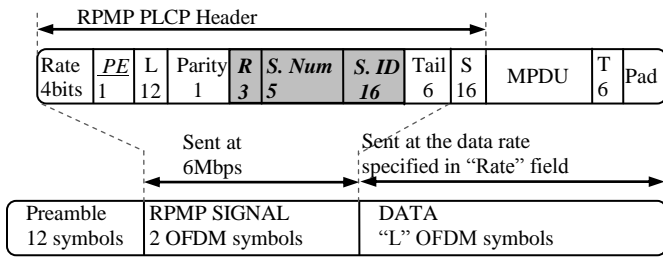 RPMP PLCP Header
Rate PE L Parity R S. Num S. ID Tail S MPDU T Pad
4bits 1 12 1 3 5 16 6 16 6
Sent at Sent at the data rate
6Mbps specified in “Rate” field
Preamble RPMP SIGNAL DATA
12 symbols 2 OFDM symbols “L” OFDM symbols